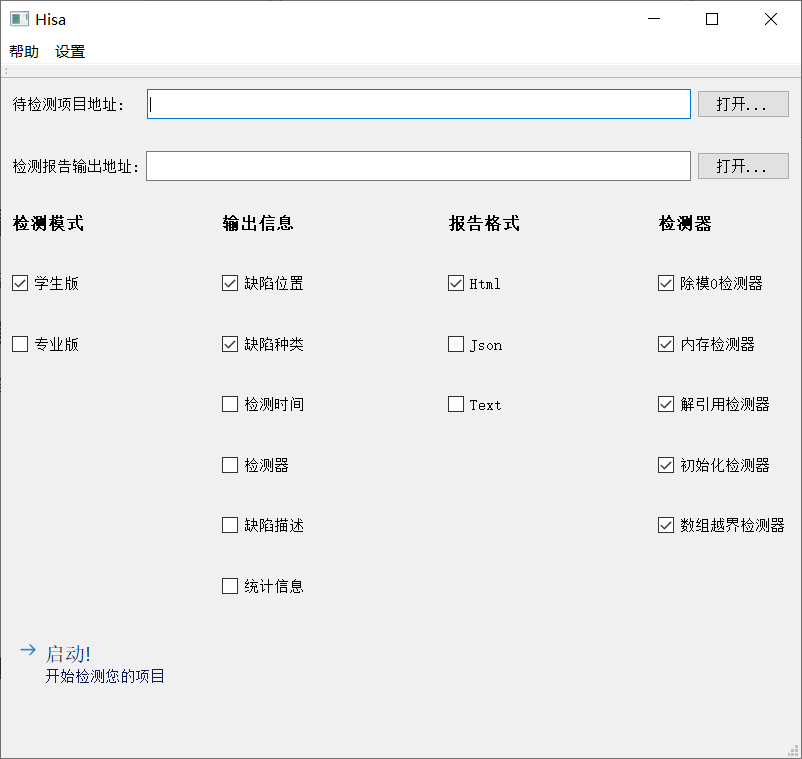 Hisa
帮助 设置
待检测项目地址: 打开...
检测报告输出地址: 打开...
检测模式 输出信息 报告格式 检测器
学生版 缺陷位置 Html 除模0检测器
专业版 缺陷种类 Json 内存检测器
检测时间 Text 解引用检测器
检测器 初始化检测器
缺陷描述 数组越界检测器
统计信息
启动!
开始检测您的项目